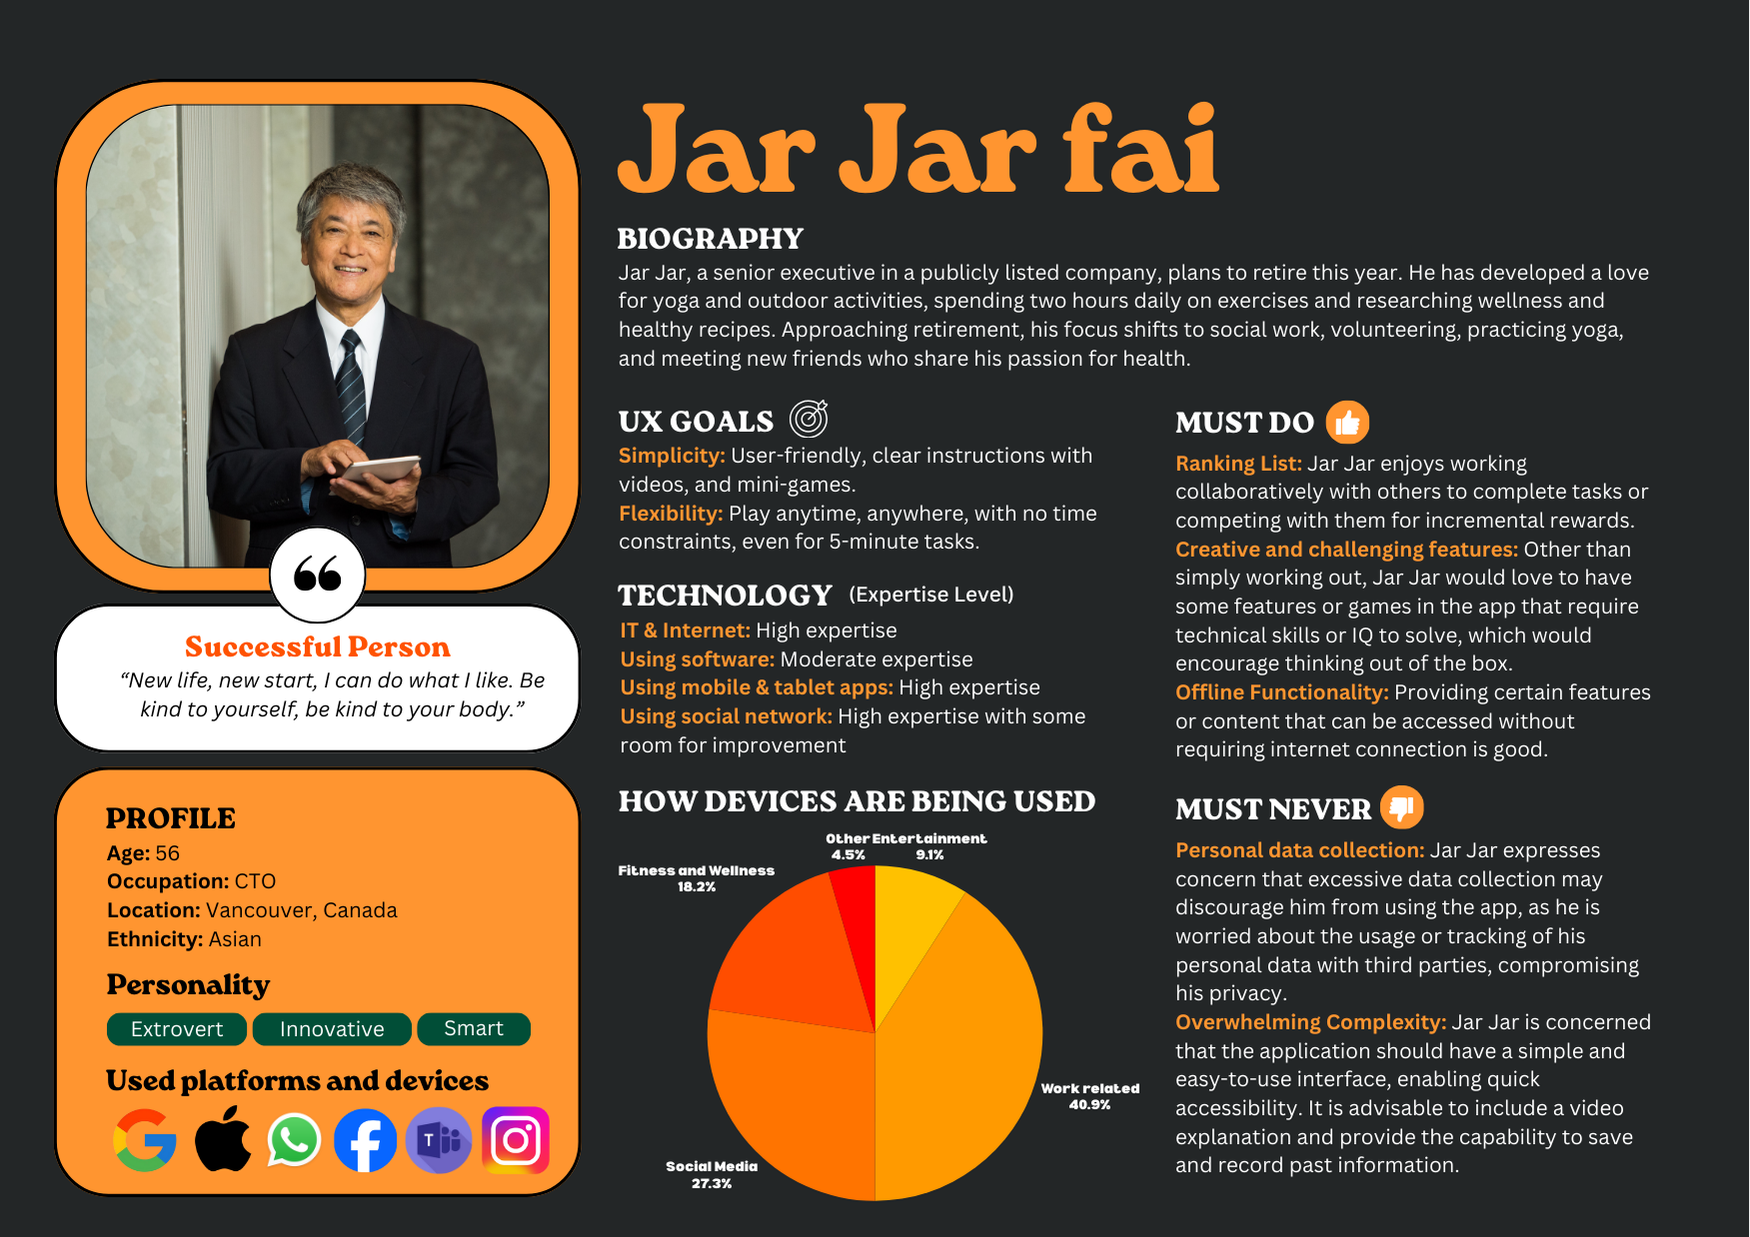 Jar Jar fai
BIOGRAPHY
Jar Jar, a senior executive in a publicly listed company, plans to retire this year. He has developed a love
for yoga and outdoor activities, spending two hours daily on exercises and researching wellness and
healthy recipes. Approaching retirement, his focus shifts to social work, volunteering, practicing yoga,
and meeting new friends who share his passion for health.
Successful Person
“New life, new start, I can do what I like. Be
kind to yourself, be kind to your body.”
PROFILE
Age: 56
Occupation: CTO
Location: Vancouver, Canada
Ethnicity: Asian
Personality
Extrovert Innovative Smart
Used platforms and devices
T
UX GOALS
Simplicity: User-friendly, clear instructions with
videos, and mini-games.
Flexibility: Play anytime, anywhere, with no time
constraints, even for 5-minute tasks.
TECHNOLOGY (Expertise Level)
IT & Internet: High expertise
Using software: Moderate expertise
Using mobile & tablet apps: High expertise
Using social network: High expertise with some
room for improvement
HOW DEVICES ARE BEING USED
Other
4.5%
Entertainment
9.1%
Fitness and Wellness
18.2%
Work related
40.9%
Social Media
27.3%
MUST DO
Ranking List: Jar Jar enjoys working
collaboratively with others to complete tasks or
competing with them for incremental rewards.
Creative and challenging features: Other than
simply working out, Jar Jar would love to have
some features or games in the app that require
technical skills or IQ to solve, which would
encourage thinking out of the box.
Offline Functionality: Providing certain features
or content that can be accessed without
requiring internet connection is good.
MUST NEVER
Personal data collection: Jar Jar expresses
concern that excessive data collection may
discourage him from using the app, as he is
worried about the usage or tracking of his
personal data with third parties, compromising
his privacy.
Overwhelming Complexity: Jar Jar is concerned
that the application should have a simple and
easy-to-use interface, enabling quick
accessibility. It is advisable to include a video
explanation and provide the capability to save
and record past information.